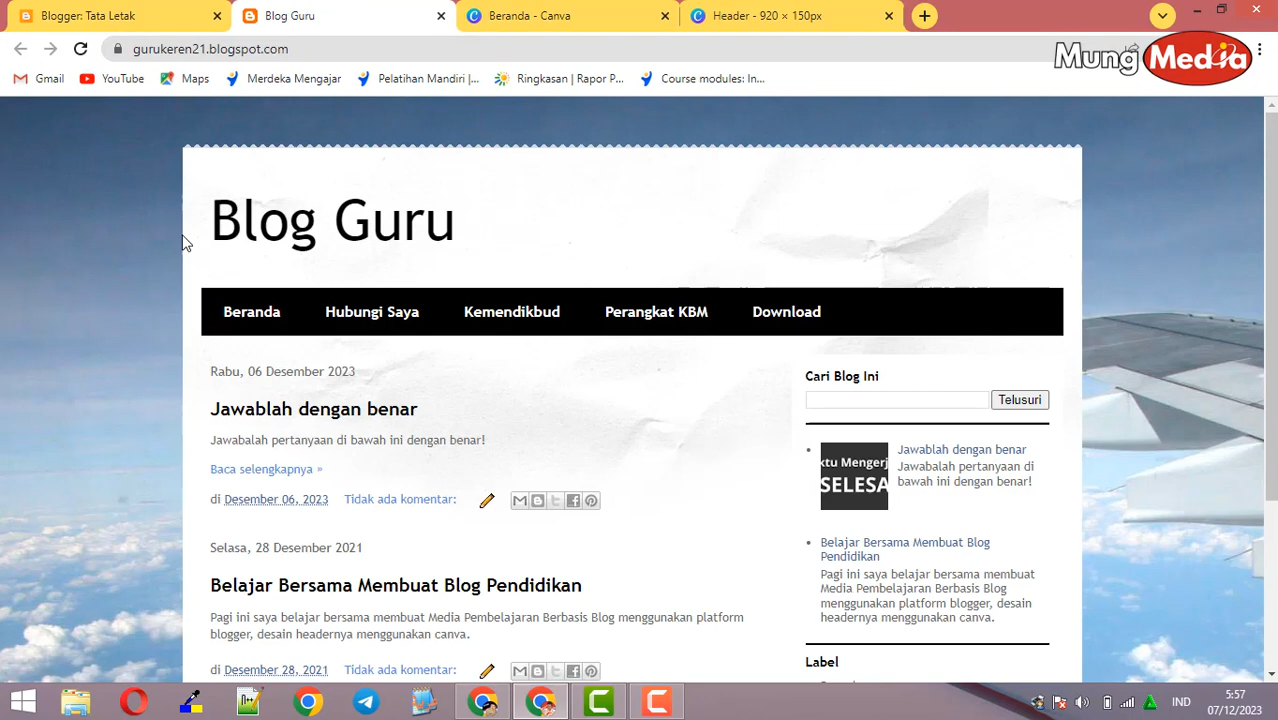 Blogger: Tata Letak
Blog Guru
Beranda - Canva
Header - 920 × 150px
gurukeren21.blogspot.com
Mung Media
Gmail
YouTube
Maps
Merdeka Mengajar
Pelatihan Mandiri |...
Ringkasan | Rapor P...
Course modules: In...
Blog Guru
Beranda
Hubungi Saya
Kemendikbud
Perangkat KBM
Download
Rabu, 06 Desember 2023
Jawablah dengan benar
Jawabalah pertanyaan di bawah ini dengan benar!
Baca selengkapnya »
di Desember 06, 2023
Tidak ada komentar:
Selasa, 28 Desember 2021
Belajar Bersama Membuat Blog Pendidikan
Pagi ini saya belajar bersama membuat Media Pembelajaran Berbasis Blog menggunakan platform
blogger, desain headernya menggunakan canva.
di Desember 28, 2021
Tidak ada komentar:
Cari Blog Ini
Telusuri
ktu Mengerj
SELESA
Jawablah dengan benar
Jawabalah pertanyaan di
bawah ini dengan benar!
Belajar Bersama Membuat Blog
Pendidikan
Pagi ini saya belajar bersama membuat
Media Pembelajaran Berbasis Blog
menggunakan platform blogger, desain
headernya menggunakan canva.
Label
IND
5:57
07/12/2023